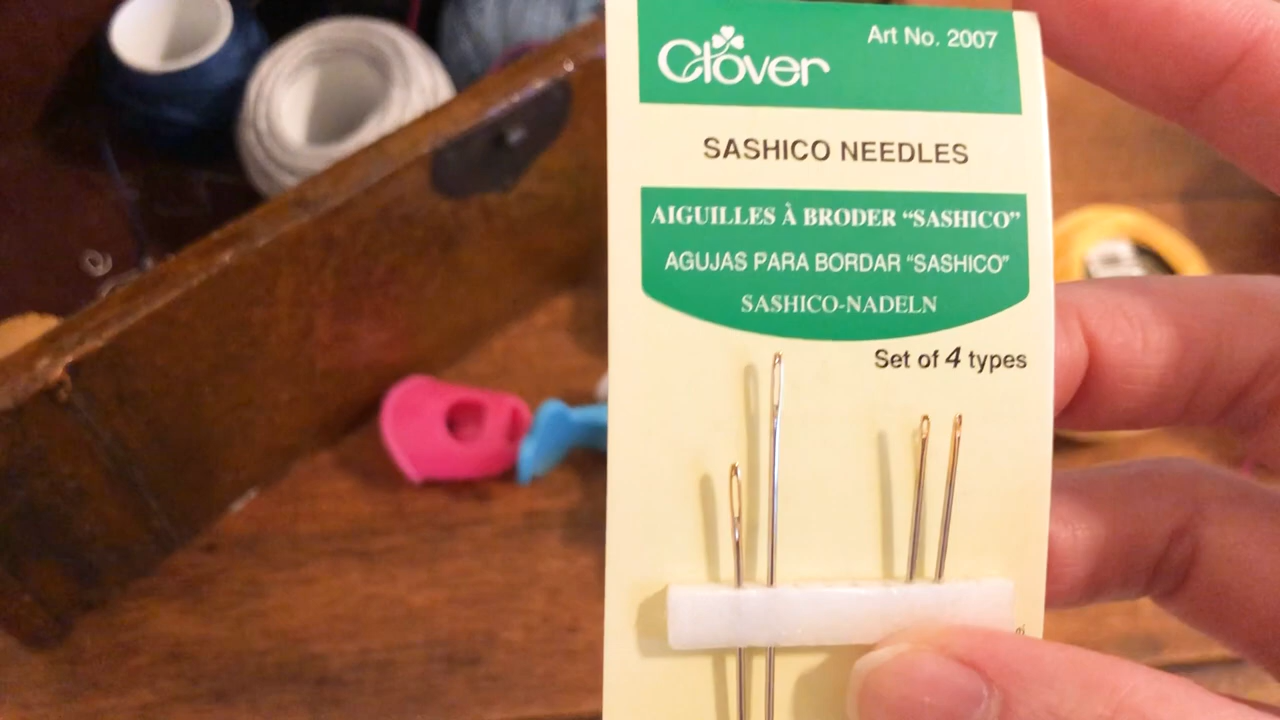 Clover
Art No. 2007
SASHICO NEEDLES
AIGUILLES À BRODER “SASHICO”
AGUJAS PARA BORDAR “SASHICO”
SASHICO-NADELN
Set of 4 types